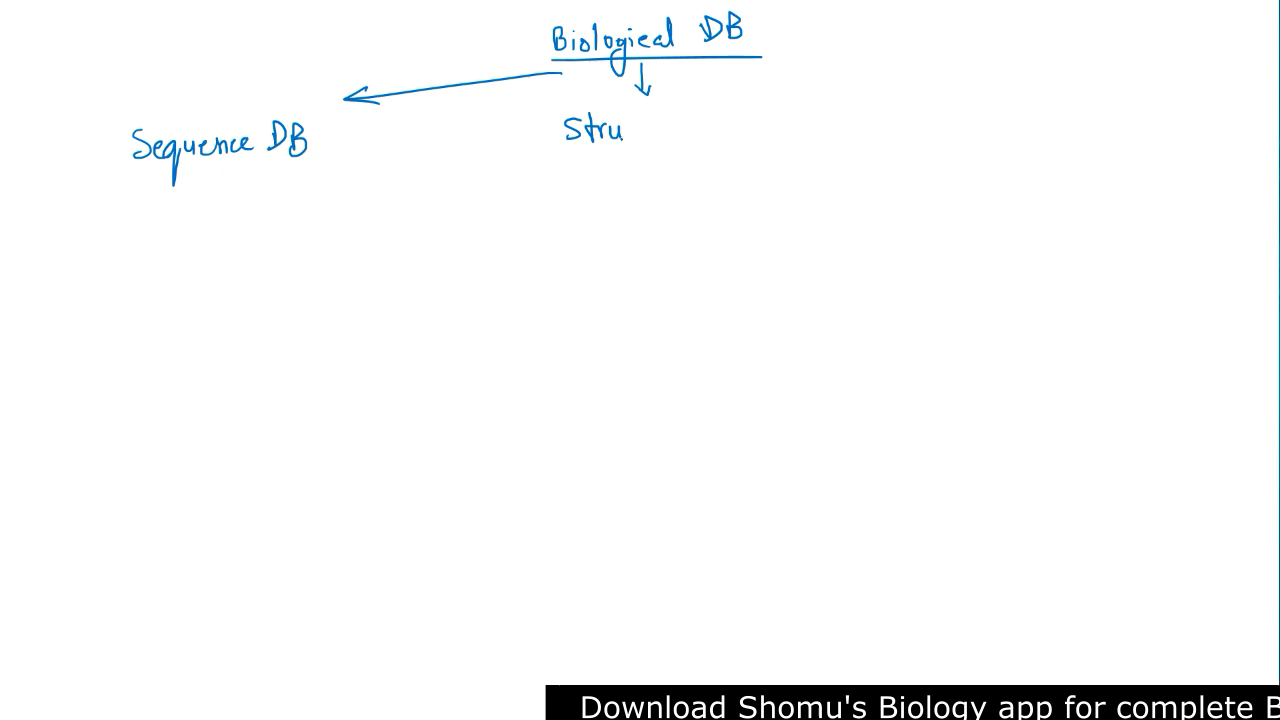 Biological DB
Sequence DB
Stru
Download Shomu's Biology app for complete B